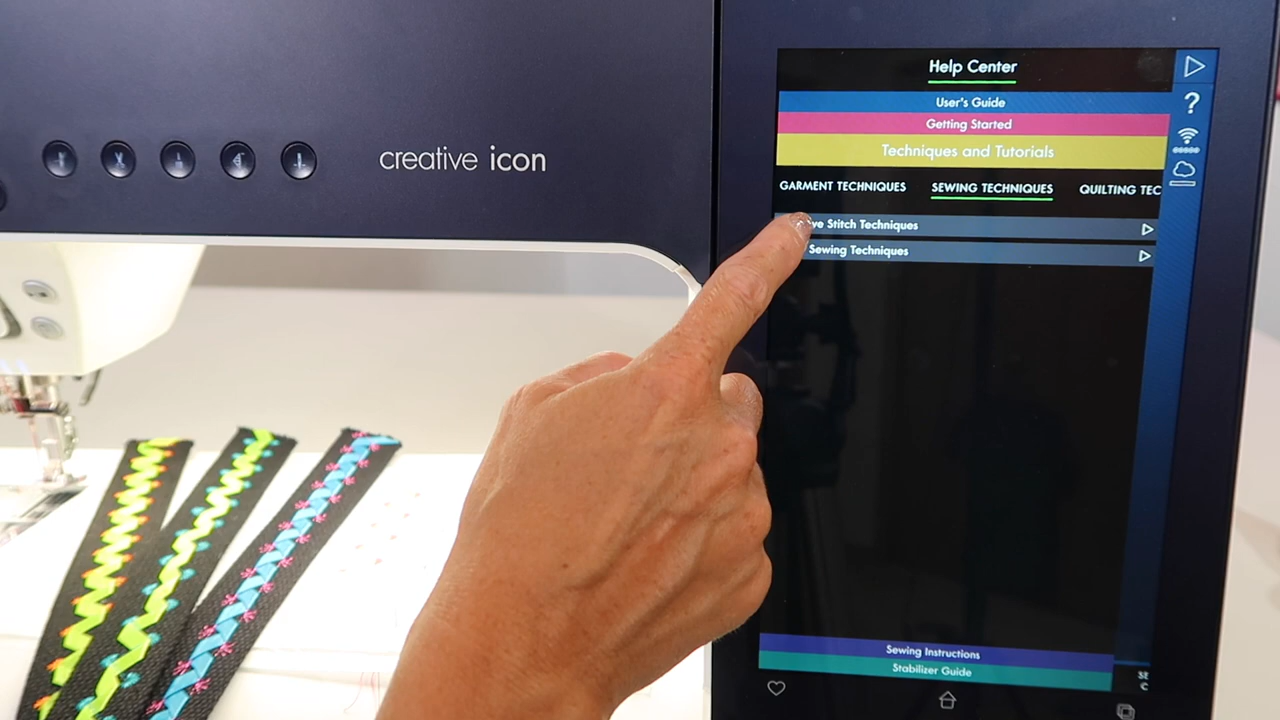 creative icon
Help Center
User's Guide
Getting Started
Techniques and Tutorials
GARMENT TECHNIQUES SEWING TECHNIQUES QUILTING TEC
Stitch Techniques
Sewing Techniques
Sewing Instructions
Stabilizer Guide